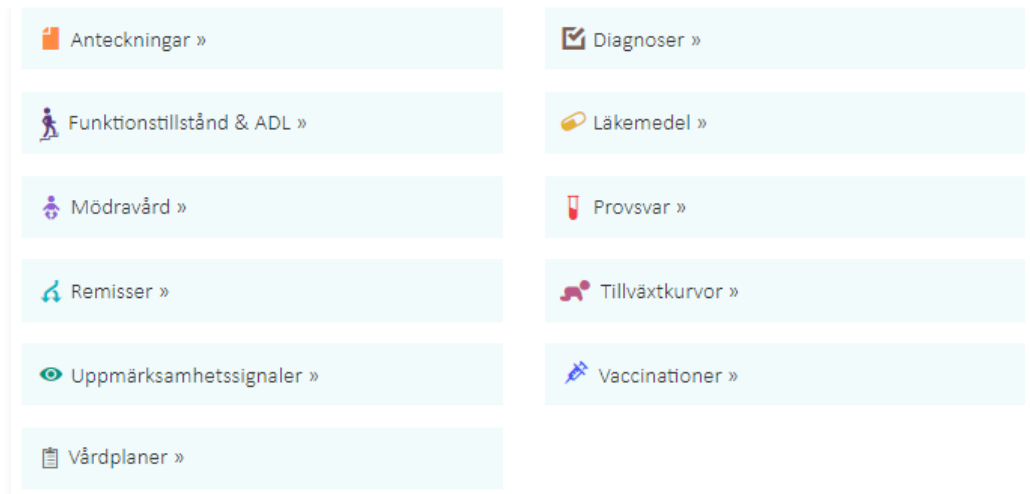 Anteckningar »
Diagnoser »
Funktionstillstånd & ADL »
Läkemedel »
Mödravård »
Provsvar »
Remisser »
Tillväxtkurvor »
Uppmärksamhetssignaler »
Vaccinationer »
Vårdplaner »